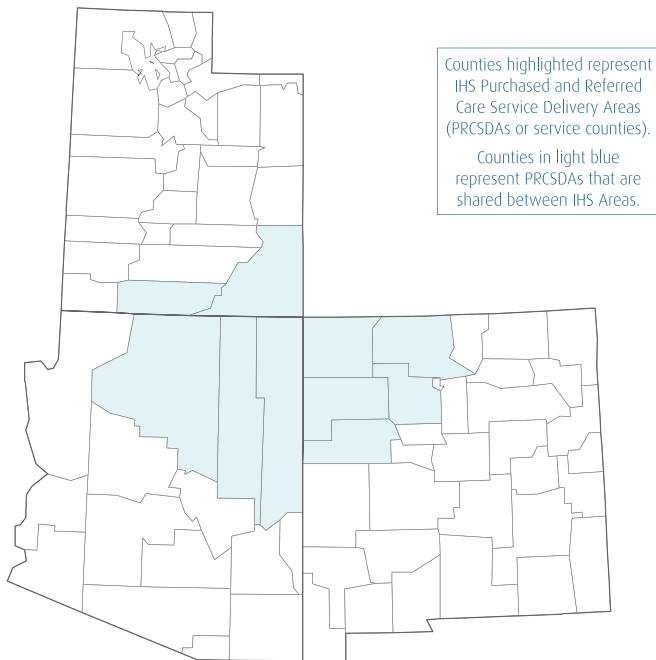 Counties highlighted represent
IHS Purchased and Referred
Care Service Delivery Areas
(PRCSDAs or service counties).
Counties in light blue
represent PRCSDAs that are
shared between IHS Areas.